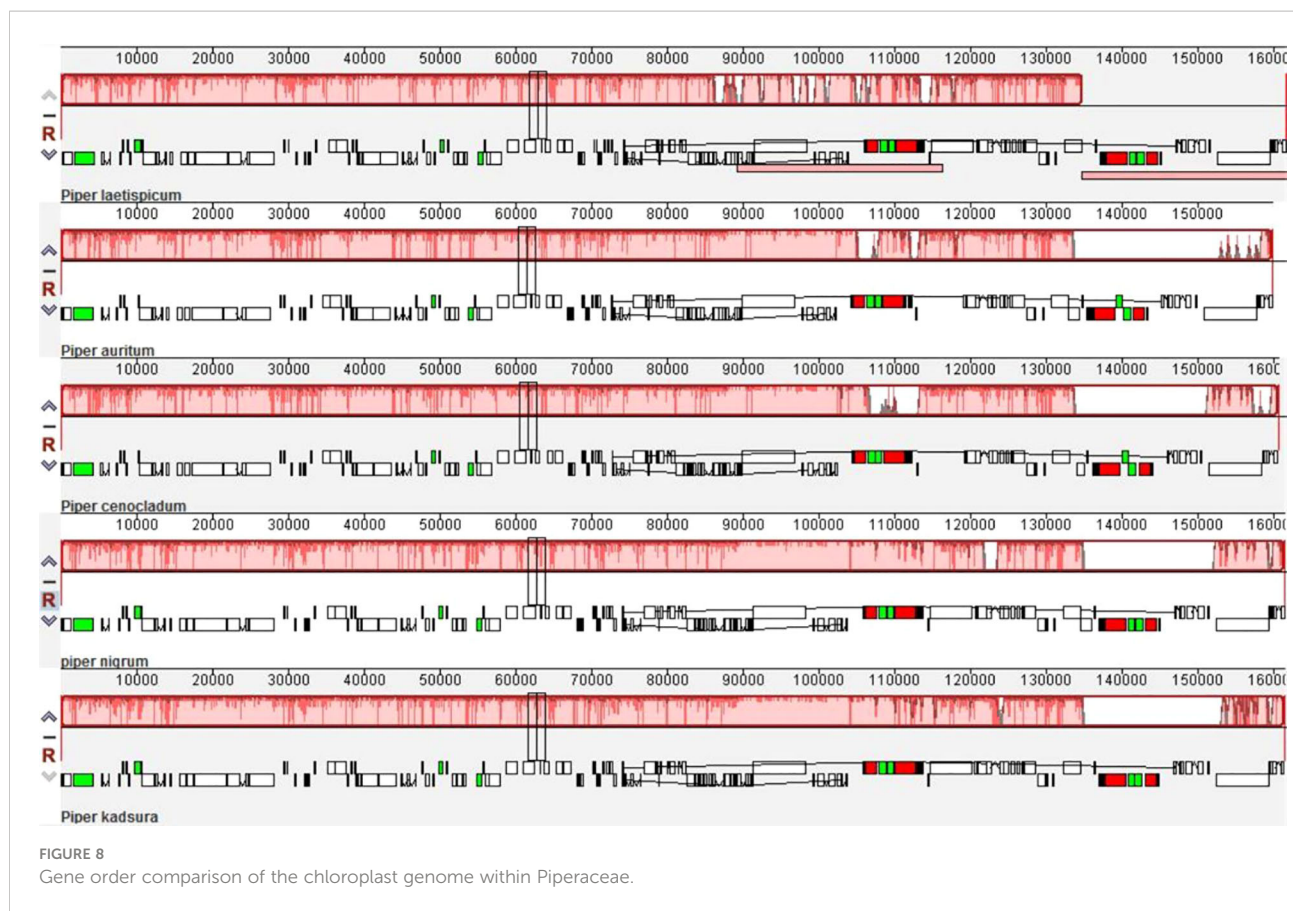 10000 20000 30000 40000 50000 60000 70000 80000 90000 100000 110000 120000 130000 140000 150000 16000
R
Piper laetispicum
10000 20000 30000 40000 50000 60000 70000 80000 90000 100000 110000 120000 130000 140000 150000
R
Piper auritum
10000 20000 30000 40000 50000 60000 70000 80000 90000 100000 110000 120000 130000 140000 150000 1600
R
Piper cenocladum
10000 20000 30000 40000 50000 60000 70000 80000 90000 100000 110000 120000 130000 140000 150000 1600
R
piper nigrum
10000 20000 30000 40000 50000 60000 70000 80000 90000 100000 110000 120000 130000 140000 150000 1600
R
Piper kadsura
FIGURE 8
Gene order comparison of the chloroplast genome within Piperaceae.